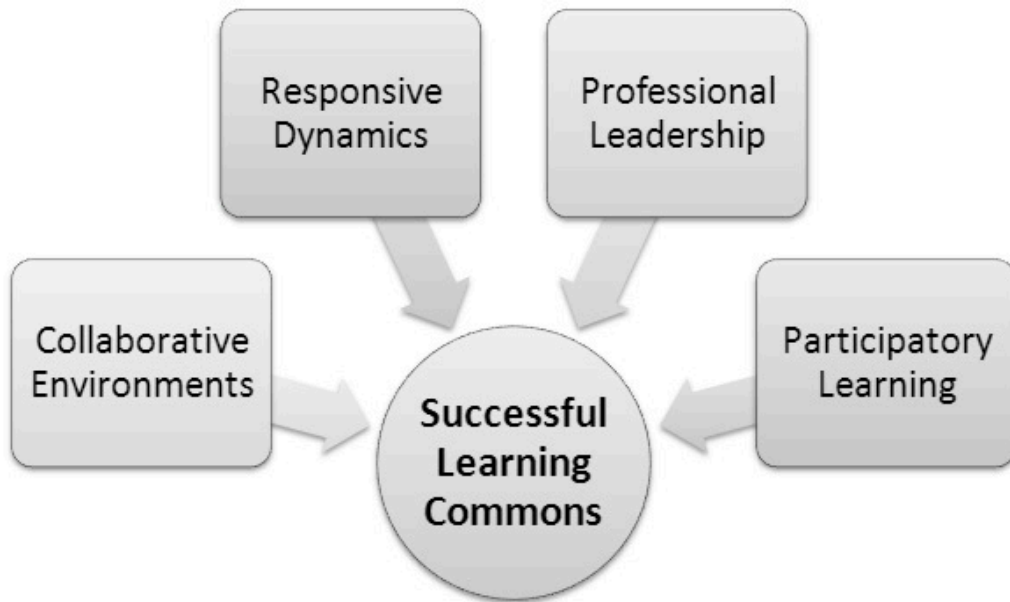 Responsive
Dynamics
Professional
Leadership
Collaborative
Environments
Participatory
Learning
Successful
Learning
Commons